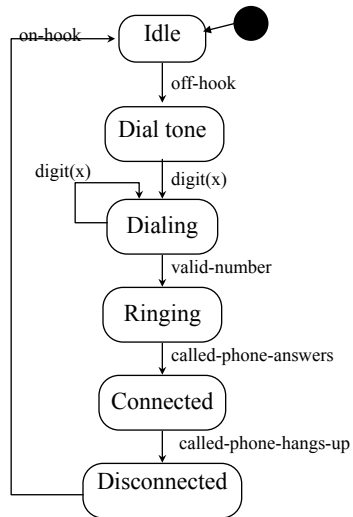 Idle
on-hook
off-hook
Dial tone
digit(x)
digit(x)
Dialing
valid-number
Ringing
called-phone-answers
Connected
called-phone-hangs-up
Disconnected